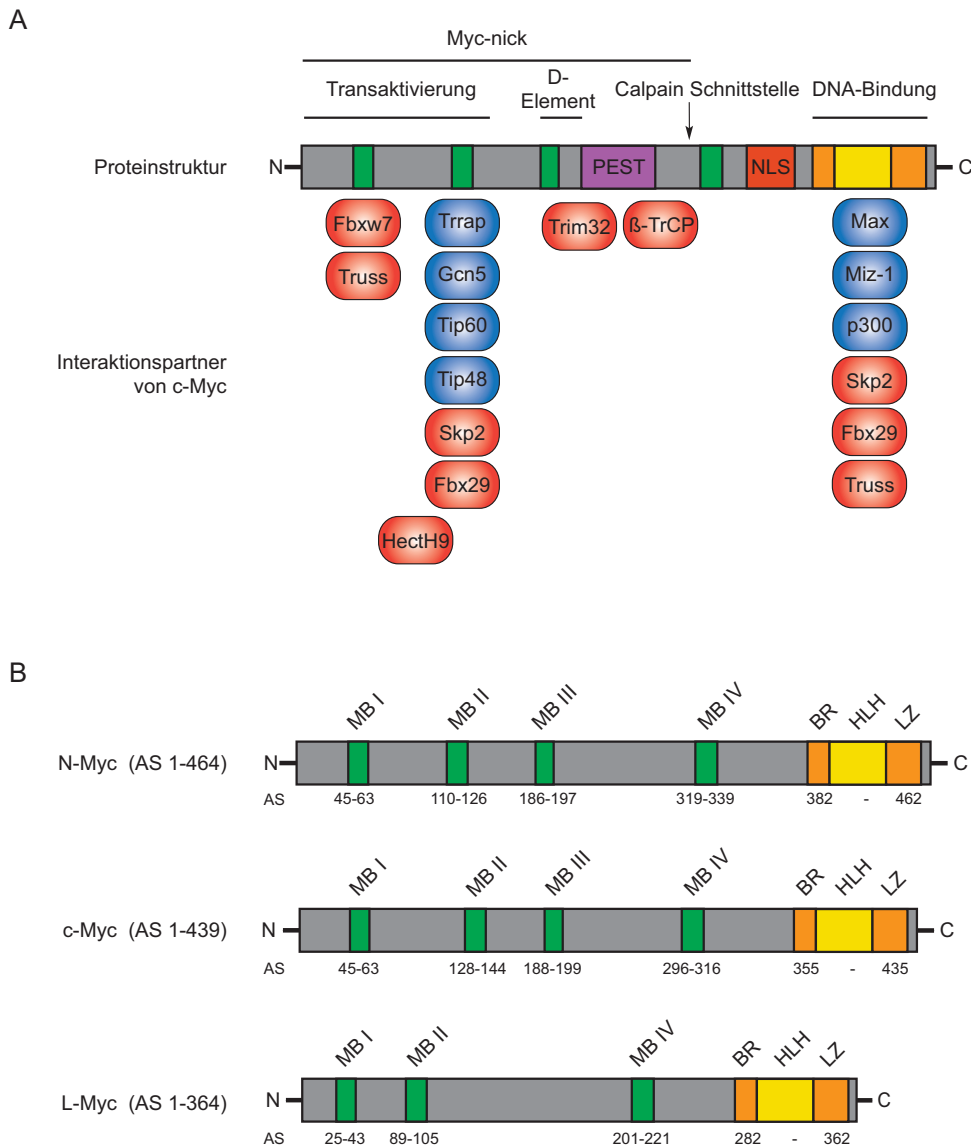 A
Myc-nick
Transaktivierung
D-
Element
Calpain Schnittstelle
DNA-Bindung
Proteinstruktur
N
PEST
NLS
C
Interaktionspartner
von c-Myc
Fbxw7
Truss
Trrap
Gcn5
Tip60
Tip48
Skp2
Fbx29
HectH9
Trim32
ß-TrCP
Max
Miz-1
p300
Skp2
Fbx29
Truss
B
MB I
MB II
MB III
MB IV
BR
HLH
LZ
N-Myc (AS 1-464)
N
C
AS
45-63
110-126
186-197
319-339
382 - 462
MB I
MB II
MB III
MB IV
BR
HLH
LZ
c-Myc (AS 1-439)
N
C
AS
45-63
128-144
188-199
296-316
355 - 435
MB I
MB II
MB IV
BR
HLH
LZ
L-Myc (AS 1-364)
N
C
AS
25-43
89-105
201-221
282 - 362